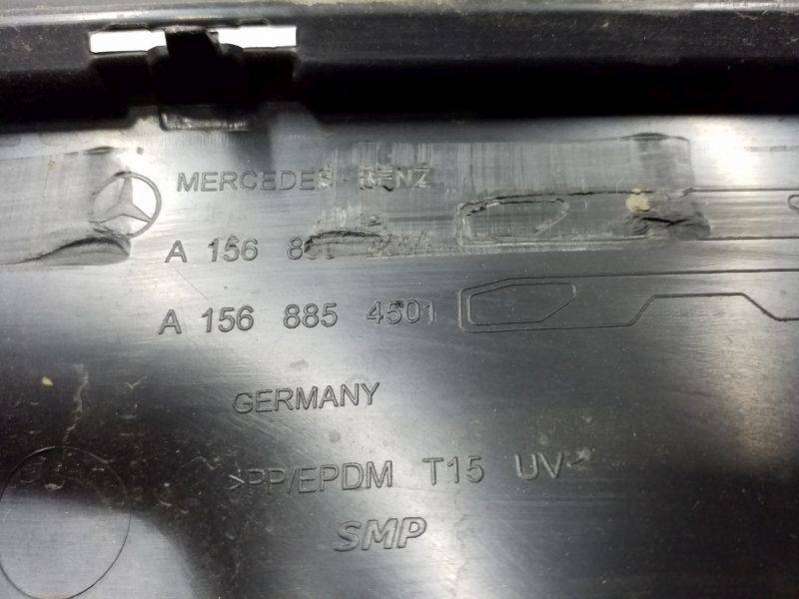 MERCEDES-BENZ
A 156
A 156 885 4501
GERMANY
>PP/EPDM T15 UV<
SMP